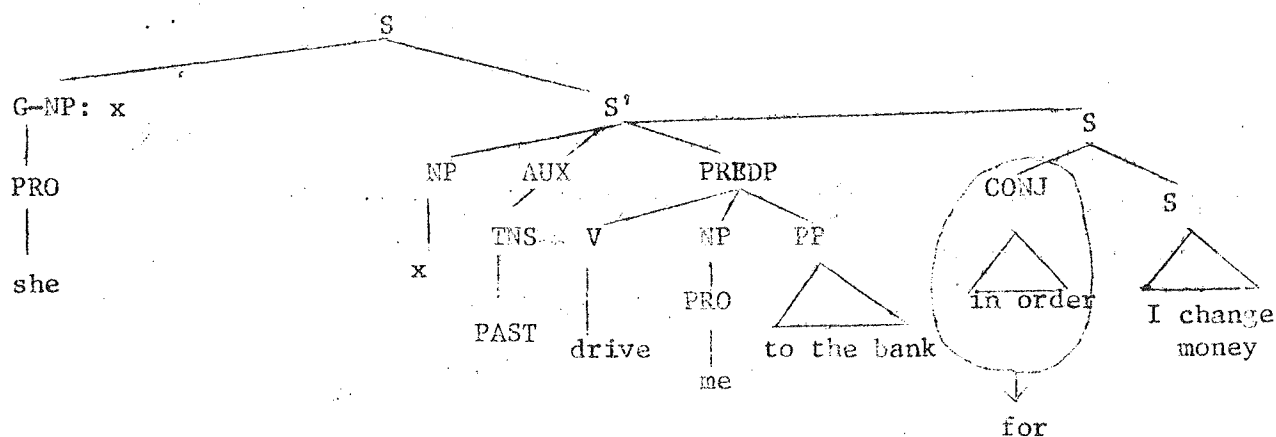 S
G-NP: x S' S
PRO NP AUX PREDP CONJ S
TNS V NP PP
she x PRO in order I change
PAST drive to the bank money
me
for